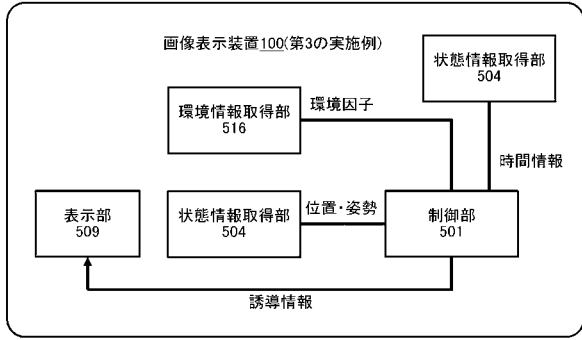 画像表示装置100(第3の実施例)
状態情報取得部
504
環境情報取得部
516
環境因子
時間情報
表示部
509
状態情報取得部
504
位置・姿勢
制御部
501
誘導情報